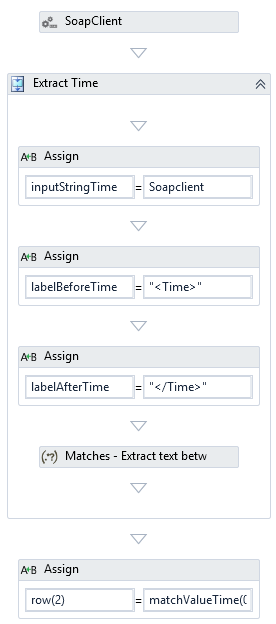 SoapClient
Extract Time
A+B Assign
inputStringTime = Soapclient
A+B Assign
labelBeforeTime = "<Time>"
A+B Assign
labelAfterTime = "</Time>"
(.*?) Matches - Extract text betw
A+B Assign
row(2) = matchValueTime(